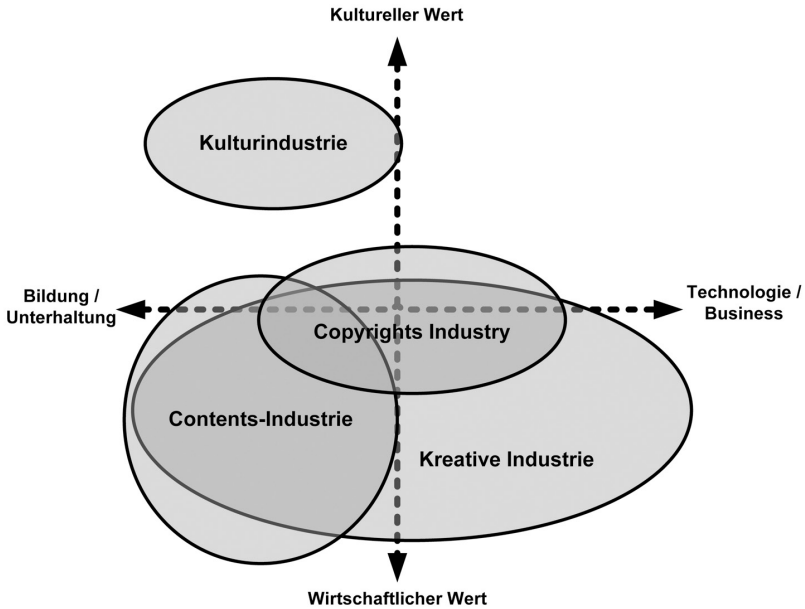 Kultureller Wert
Kulturindustrie
Bildung /
Unterhaltung
Technologie /
Business
Copyrights Industry
Contents-Industrie
Kreative Industrie
Wirtschaftlicher Wert